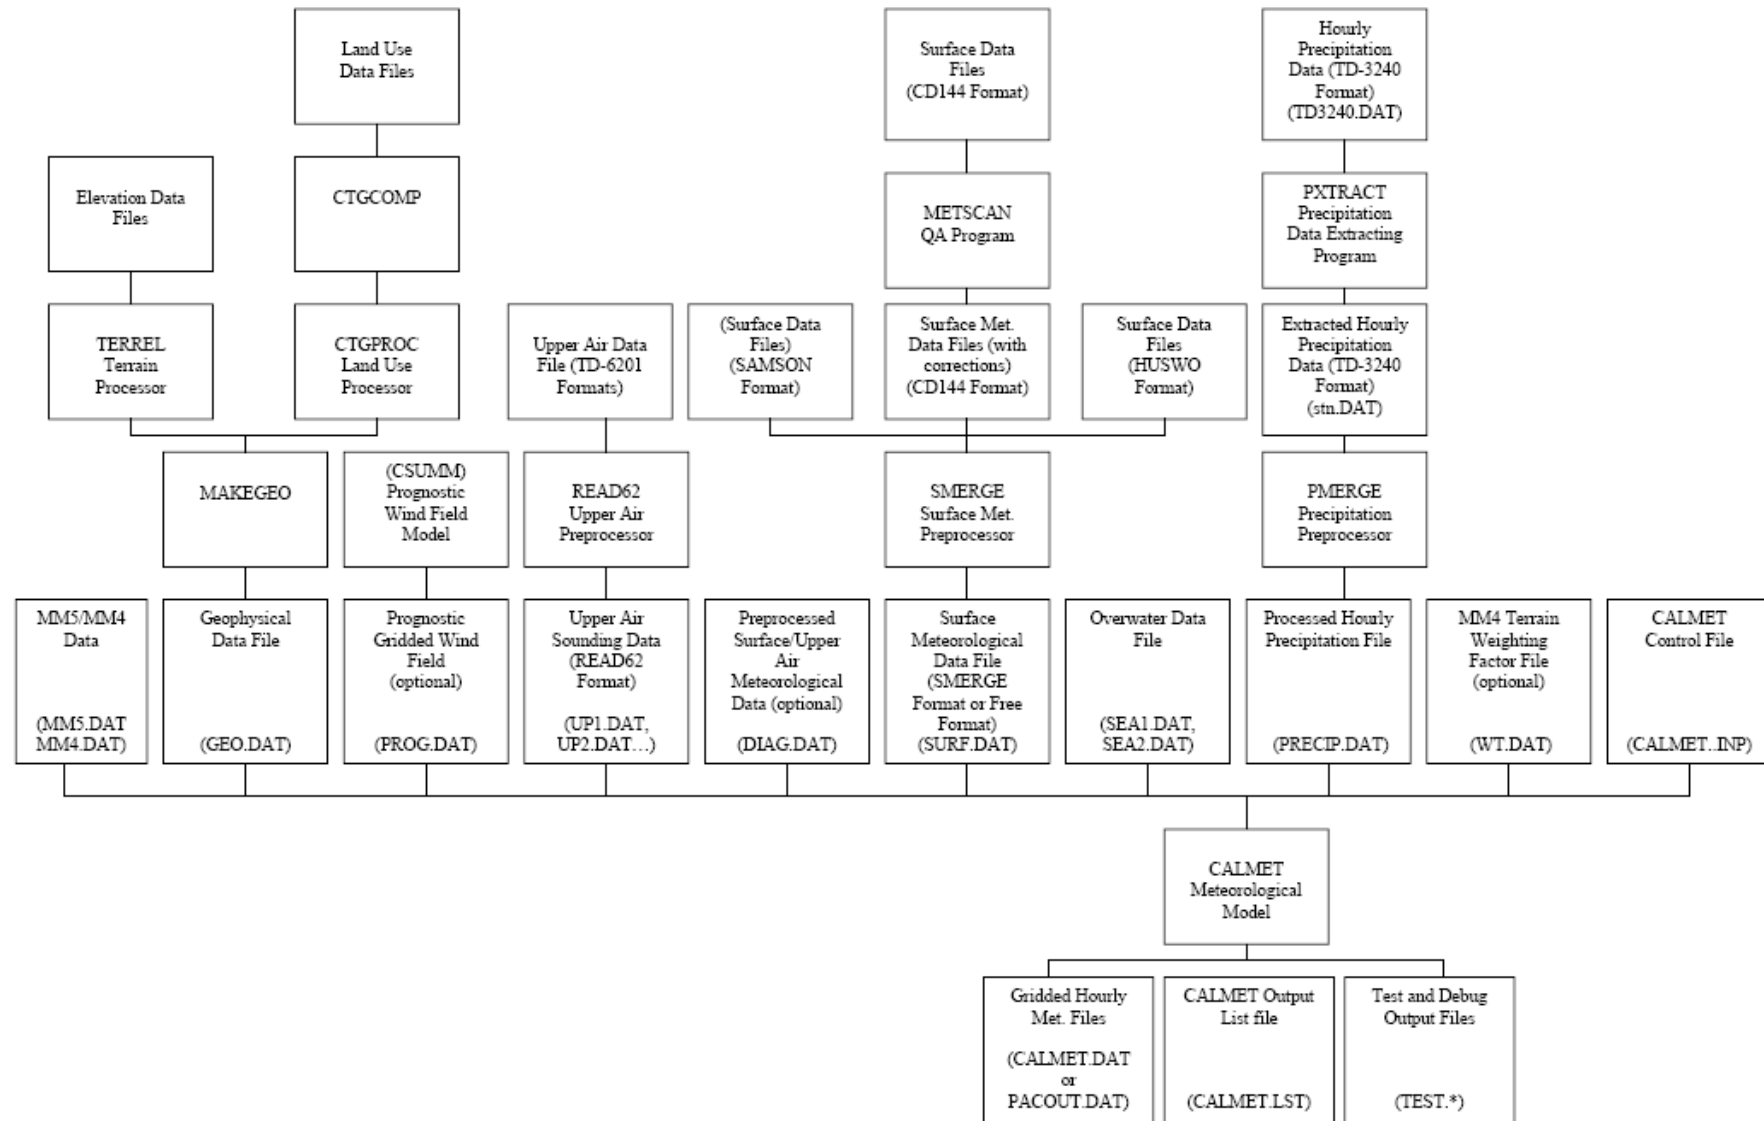 Land Use
Data Files
Surface Data
Files
(CD144 Format)
Hourly
Precipitation
Data (TD-3240
Format)
(TD3240.DAT)
Elevation Data
Files
CTGCOMP
METSCAN
QA Program
PXTRACT
Precipitation
Data Extracting
Program
TERREL
Terrain
Processor
CTGPROC
Land Use
Processor
Upper Air Data
File (TD-6201
Formats)
(Surface Data
Files)
(SAMSON
Format)
Surface Met.
Data Files (with
corrections)
(CD144 Format)
Surface Data
Files
(HUSWO
Format)
Extracted Hourly
Precipitation
Data (TD-3240
Format)
(stn.DAT)
MAKEGEO
(CSUMM)
Prognostic
Wind Field
Model
READ62
Upper Air
Preprocessor
SMERGE
Surface Met.
Preprocessor
PMERGE
Precipitation
Preprocessor
MM5/MM4
Data
(MM5.DAT
MM4.DAT)
Geophysical
Data File
(GEO.DAT)
Prognostic
Gridded Wind
Field
(optional)
(PROG.DAT)
Upper Air
Sounding Data
(READ62
Format)
(UP1.DAT,
UP2.DAT…)
Preprocessed
Surface/Upper
Air
Meteorological
Data (optional)
(DIAG.DAT)
Surface
Meteorological
Data File
(SMERGE
Format or Free
Format)
(SURF.DAT)
Overwater Data
File
(SEA1.DAT,
SEA2.DAT)
Processed Hourly
Precipitation File
(PRECIP.DAT)
MM4 Terrain
Weighting
Factor File
(optional)
(WT.DAT)
CALMET
Control File
(CALMET..INP)
CALMET
Meteorological
Model
Gridded Hourly
Met. Files
(CALMET.DAT
or
PACOUT.DAT)
CALMET Output
List file
(CALMET.LST)
Test and Debug
Output Files
(TEST.*)